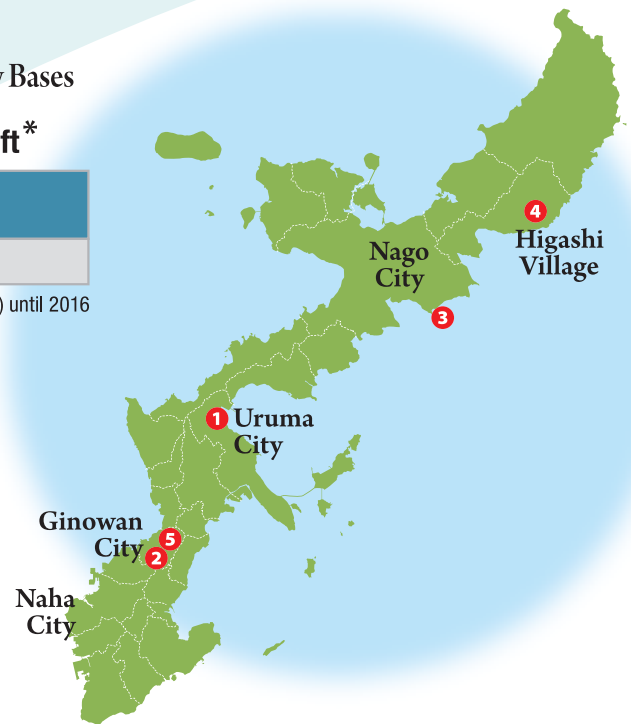 Bases
ft*
) until 2016
4
Higashi
Village
Nago
City
3
1 Uruma
City
Ginowan
City
5
2
Naha
City